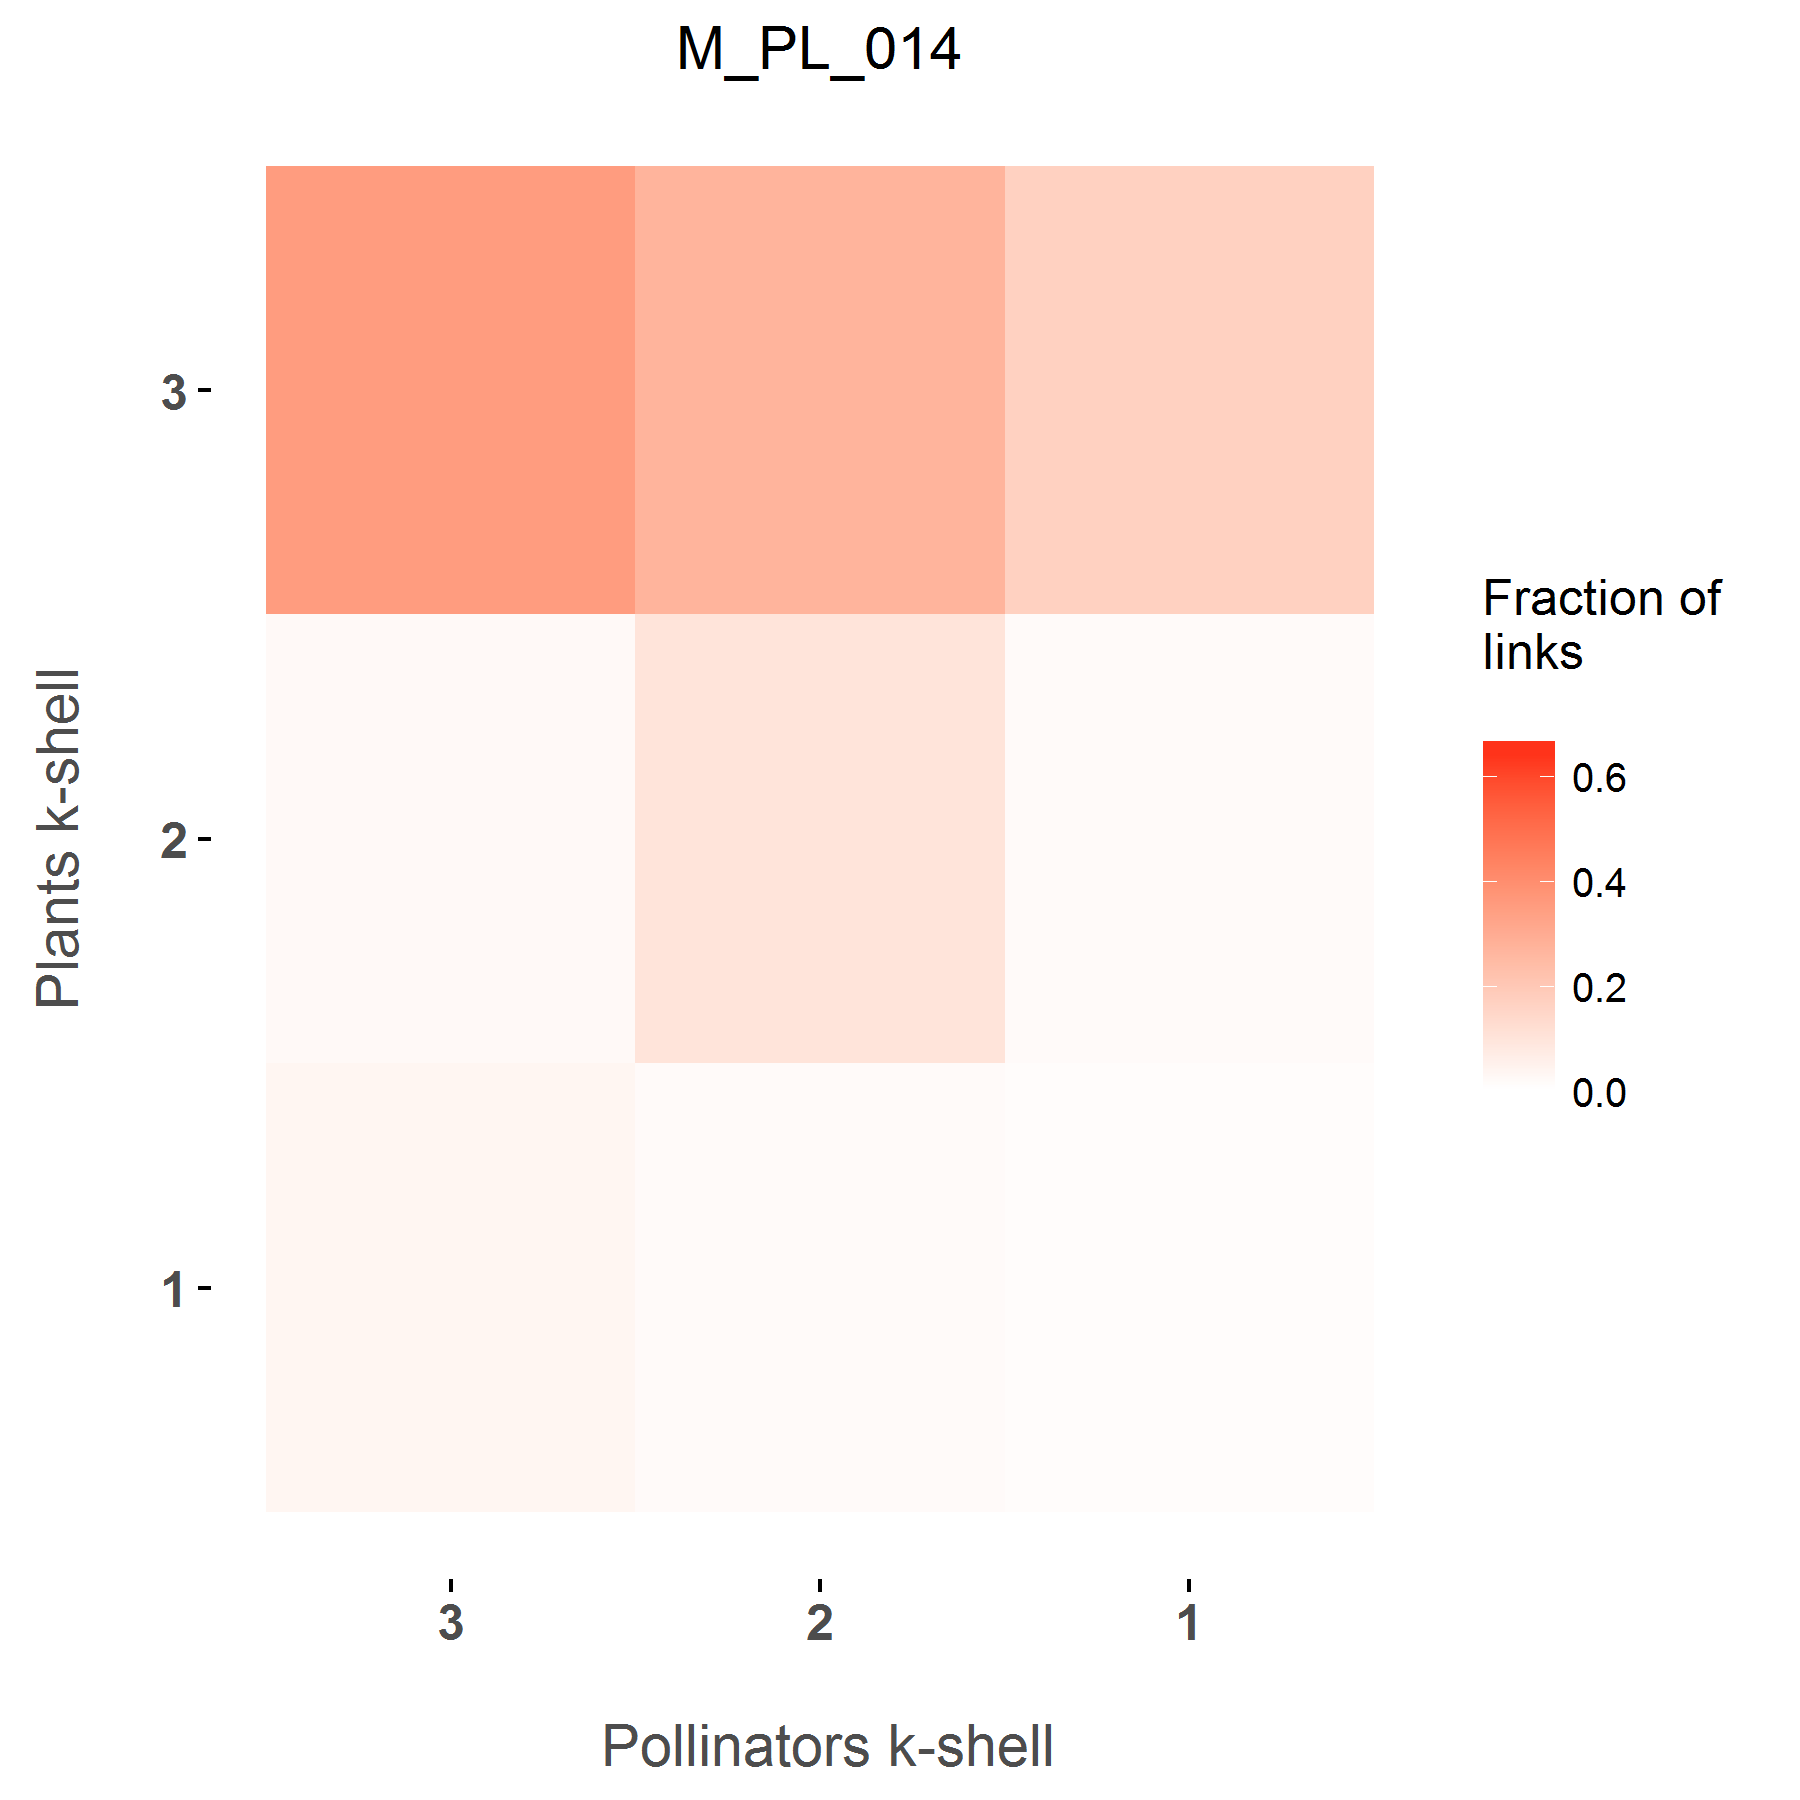 M_PL_014
Plants k-shell
3
2
1
3 2 1
Pollinators k-shell
Fraction of
links
0.6
0.4
0.2
0.0